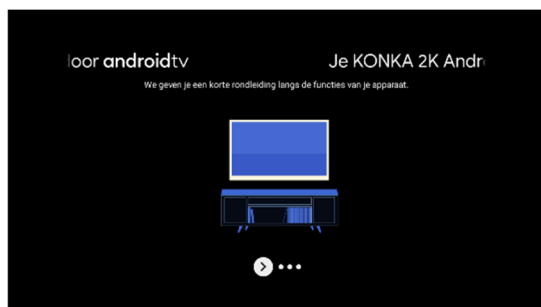 loor androidtv Je KONKA 2K Andr
We geven je een korte rondleiding langs de functies van je apparaat.